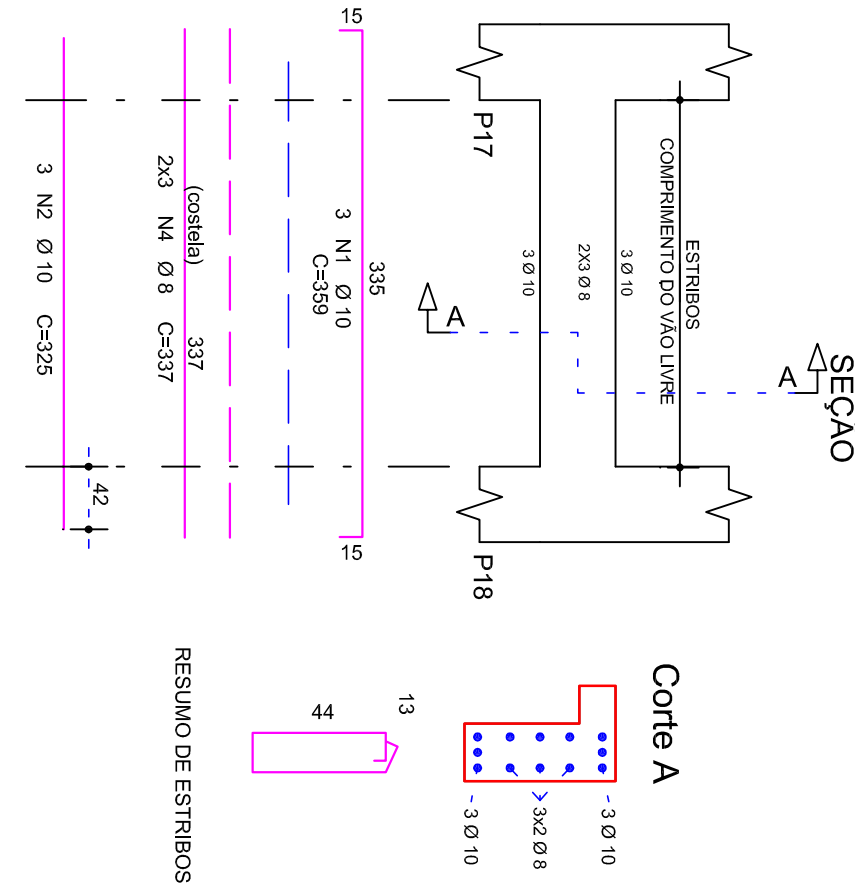 SEÇÃO
A
ESTRIBOS
COMPRIMENTO DO VÃO LIVRE
3 Ø 10
2X3 Ø 8
3 Ø 10
P17
P18
A
15
335
15
3 N1 Ø 10
C=359
(costela)
337
2x3 N4 Ø 8 C=337
42
3 N2 Ø 10 C=325
Corte A
3 Ø 10
3x2 Ø 8
3 Ø 10
13
44
RESUMO DE ESTRIBOS